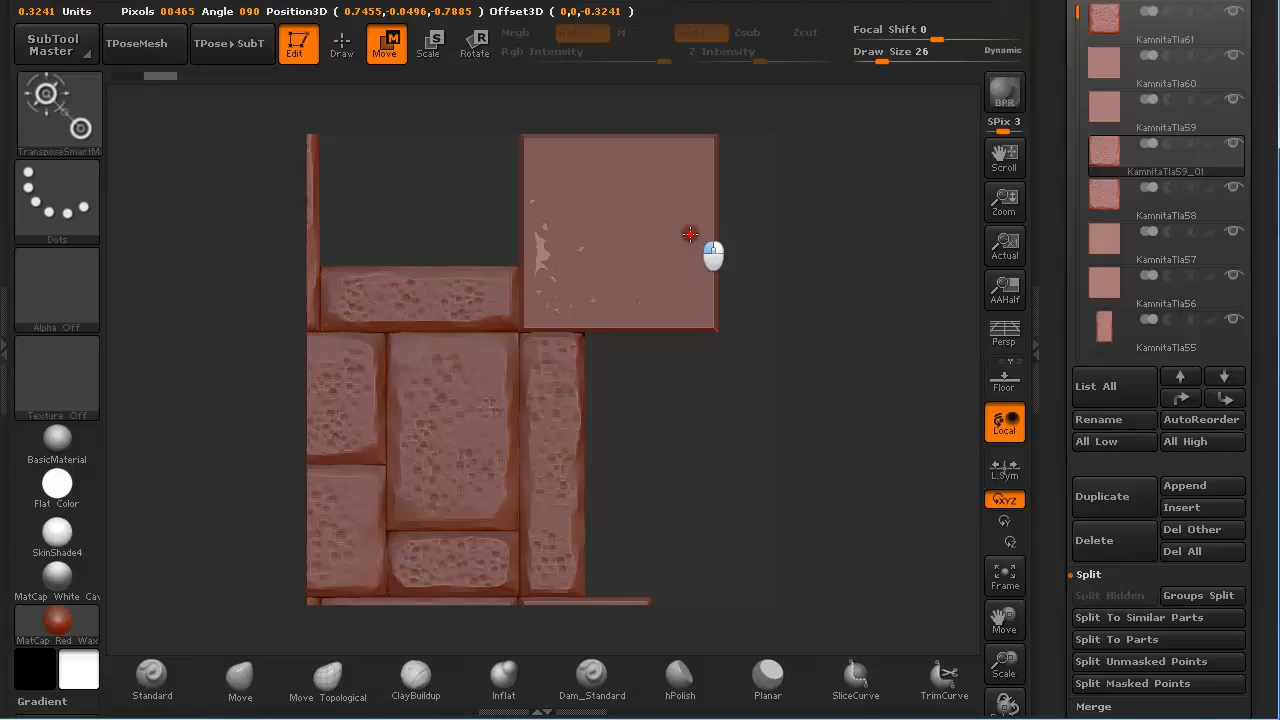 0.3241 Units Pixols 00465 Angle 090 Position3D ( 0.7455,-0.0496,-0.7885 ) Offset3D ( 0,0,-0.3241 )
SubTool Master
TPoseMesh
TPose▸SubT
Edit
Draw
Move
Scale
Rotate
Mrgb
M
Zsub
Zcut
Rgb Intensity
Z Intensity
Focal Shift 0
Draw Size 26
Dynamic
TransposeSmartMa
Dots
Alpha Off
Texture Off
BasicMaterial
Flat Color
SkinShade4
MatCap White Cav
MatCap Red Wax
Gradient
BPR
SPix 3
Scroll
Zoom
Actual
AAHalf
Persp
Floor
Local
L.Sym
XYZ
Frame
Move
Scale
KamnitaTla61
KamnitaTla60
KamnitaTla59
KamnitaTla59_01
KamnitaTla58
KamnitaTla57
KamnitaTla56
KamnitaTla55
List All
Rename
AutoReorder
All Low
All High
Duplicate
Append
Insert
Delete
Del Other
Del All
Split
Split Hidden
Groups Split
Split To Similar Parts
Split To Parts
Split Unmasked Points
Split Masked Points
Merge
Standard
Move
Move Topological
ClayBuildup
Inflat
Dam_Standard
hPolish
Planar
SliceCurve
TrimCurve